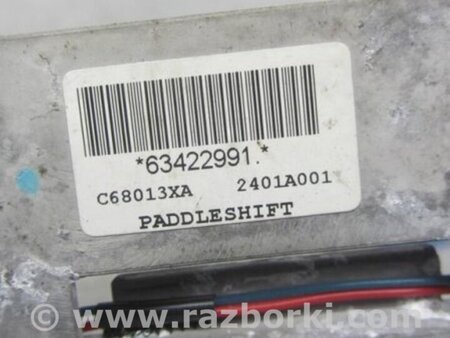 *63422991.*
C68013XA 2401A001
PADDLESHIFT
© www.razborki.com